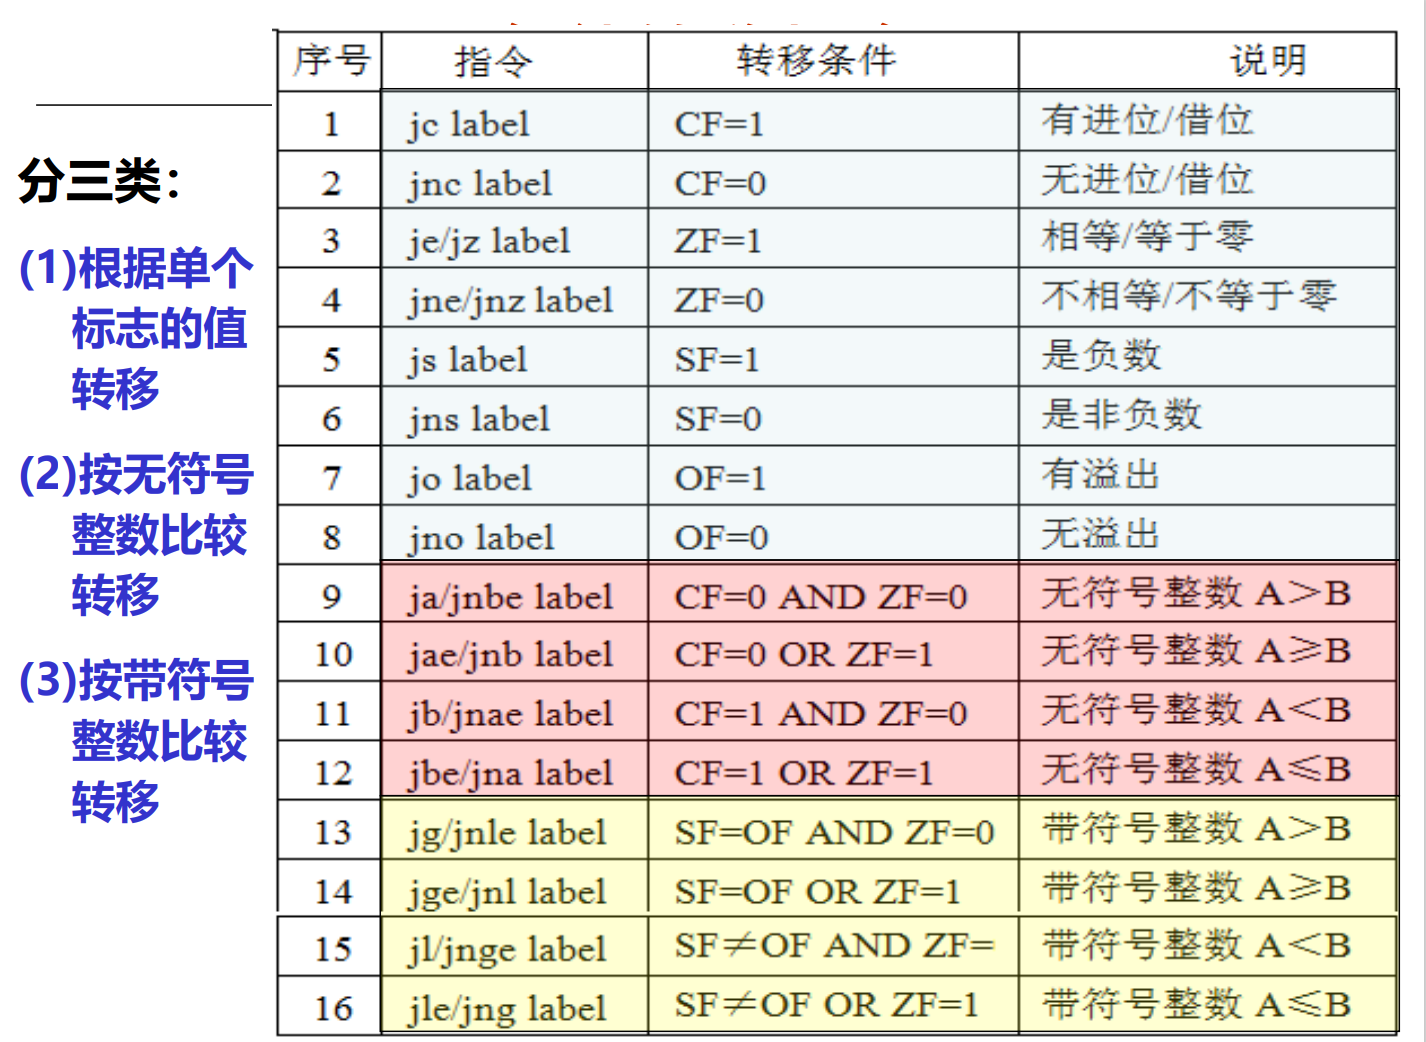 分三类：
(1)根据单个
标志的值
转移
(2)按无符号
整数比较
转移
(3)按带符号
整数比较
转移
序号 指令 转移条件 说明
1 jc label CF=1 有进位/借位
2 jnc label CF=0 无进位/借位
3 je/jz label ZF=1 相等/等于零
4 jne/jnz label ZF=0 不相等/不等于零
5 js label SF=1 是负数
6 jns label SF=0 是非负数
7 jo label OF=1 有溢出
8 jno label OF=0 无溢出
9 ja/jnbe label CF=0 AND ZF=0 无符号整数 A＞B
10 jae/jnb label CF=0 OR ZF=1 无符号整数 A≥B
11 jb/jnae label CF=1 AND ZF=0 无符号整数 A＜B
12 jbe/jna label CF=1 OR ZF=1 无符号整数 A≤B
13 jg/jnle label SF=OF AND ZF=0 带符号整数 A＞B
14 jge/jnl label SF=OF OR ZF=1 带符号整数 A≥B
15 jl/jnge label SF≠OF AND ZF= 带符号整数 A＜B
16 jle/jng label SF≠OF OR ZF=1 带符号整数 A≤B